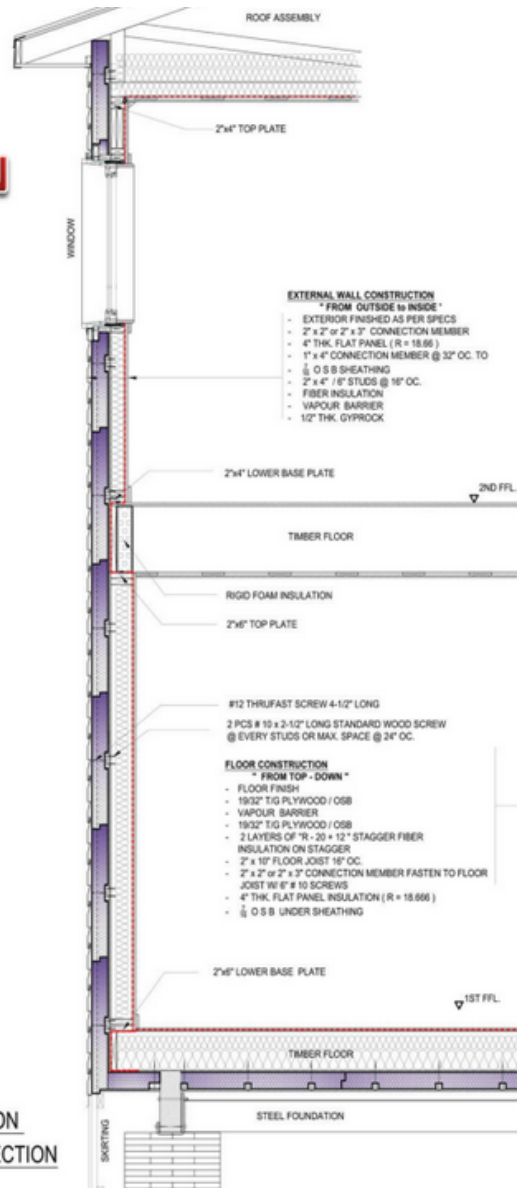 ROOF ASSEMBLY
2"x4" TOP PLATE
WINDOW
EXTERNAL WALL CONSTRUCTION
" FROM OUTSIDE to INSIDE '
- EXTERIOR FINISHED AS PER SPECS
- 2" x 2" or 2" x 3" CONNECTION MEMBER
- 4" THK. FLAT PANEL ( R = 18.66 )
- 1" x 4" CONNECTION MEMBER @ 32" OC. TO
- O S B SHEATHING
- 2" x 4" / 6" STUDS @ 16" OC.
- FIBER INSULATION
- VAPOUR BARRIER
- 1/2" THK. GYPROCK
2"x4" LOWER BASE PLATE
2ND FFL.
TIMBER FLOOR
RIGID FOAM INSULATION
2"x6" TOP PLATE
#12 THRUFAST SCREW 4-1/2" LONG
2 PCS # 10 x 2-1/2" LONG STANDARD WOOD SCREW
@ EVERY STUDS OR MAX. SPACE @ 24" OC.
FLOOR CONSTRUCTION
" FROM TOP - DOWN "
- FLOOR FINISH
- 19/32" T/G PLYWOOD / OSB
- VAPOUR BARRIER
- 19/32" T/G PLYWOOD / OSB
- 2 LAYERS OF "R - 20 + 12 " STAGGER FIBER
INSULATION ON STAGGER
- 2" x 10" FLOOR JOIST 16" OC.
- 2" x 2" or 2" x 3" CONNECTION MEMBER FASTEN TO FLOOR
JOIST W/ 6" # 10 SCREWS
- 4" THK. FLAT PANEL INSULATION ( R = 18.666 )
- O S B UNDER SHEATHING
2"x6" LOWER BASE PLATE
1ST FFL.
TIMBER FLOOR
STEEL FOUNDATION
SKIRTING
ON
ECTION